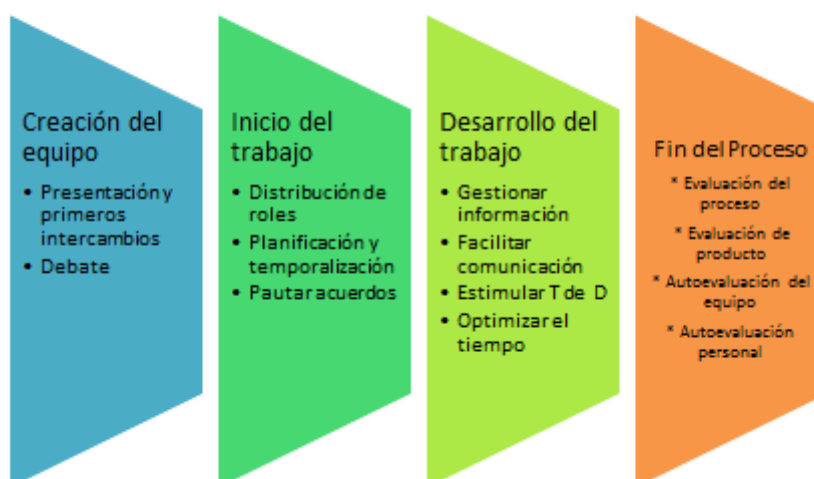 Creación del
equipo
• Presentación y
primeros
intercambios
• Debate
Inicio del
trabajo
• Distribución de
roles
• Planificación y
temporalización
• Pautar acuerdos
Desarrollo del
trabajo
• Gestionar
información
• Facilitar
comunicación
• Estimular T de D
• Optimizar el
tiempo
Fin del Proceso
* Evaluación del
proceso
* Evaluación de
producto
* Autoevaluación del
equipo
* Autoevaluación
personal